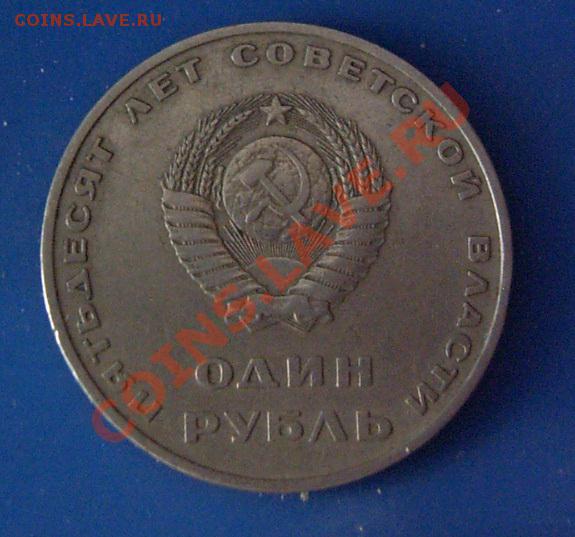 COINS.LAVE.RU
ПЯТЬДЕСЯТ ЛЕТ СОВЕТСКОЙ ВЛАСТИ
ОДИН
РУБЛЬ
COINS.LAVE.RU